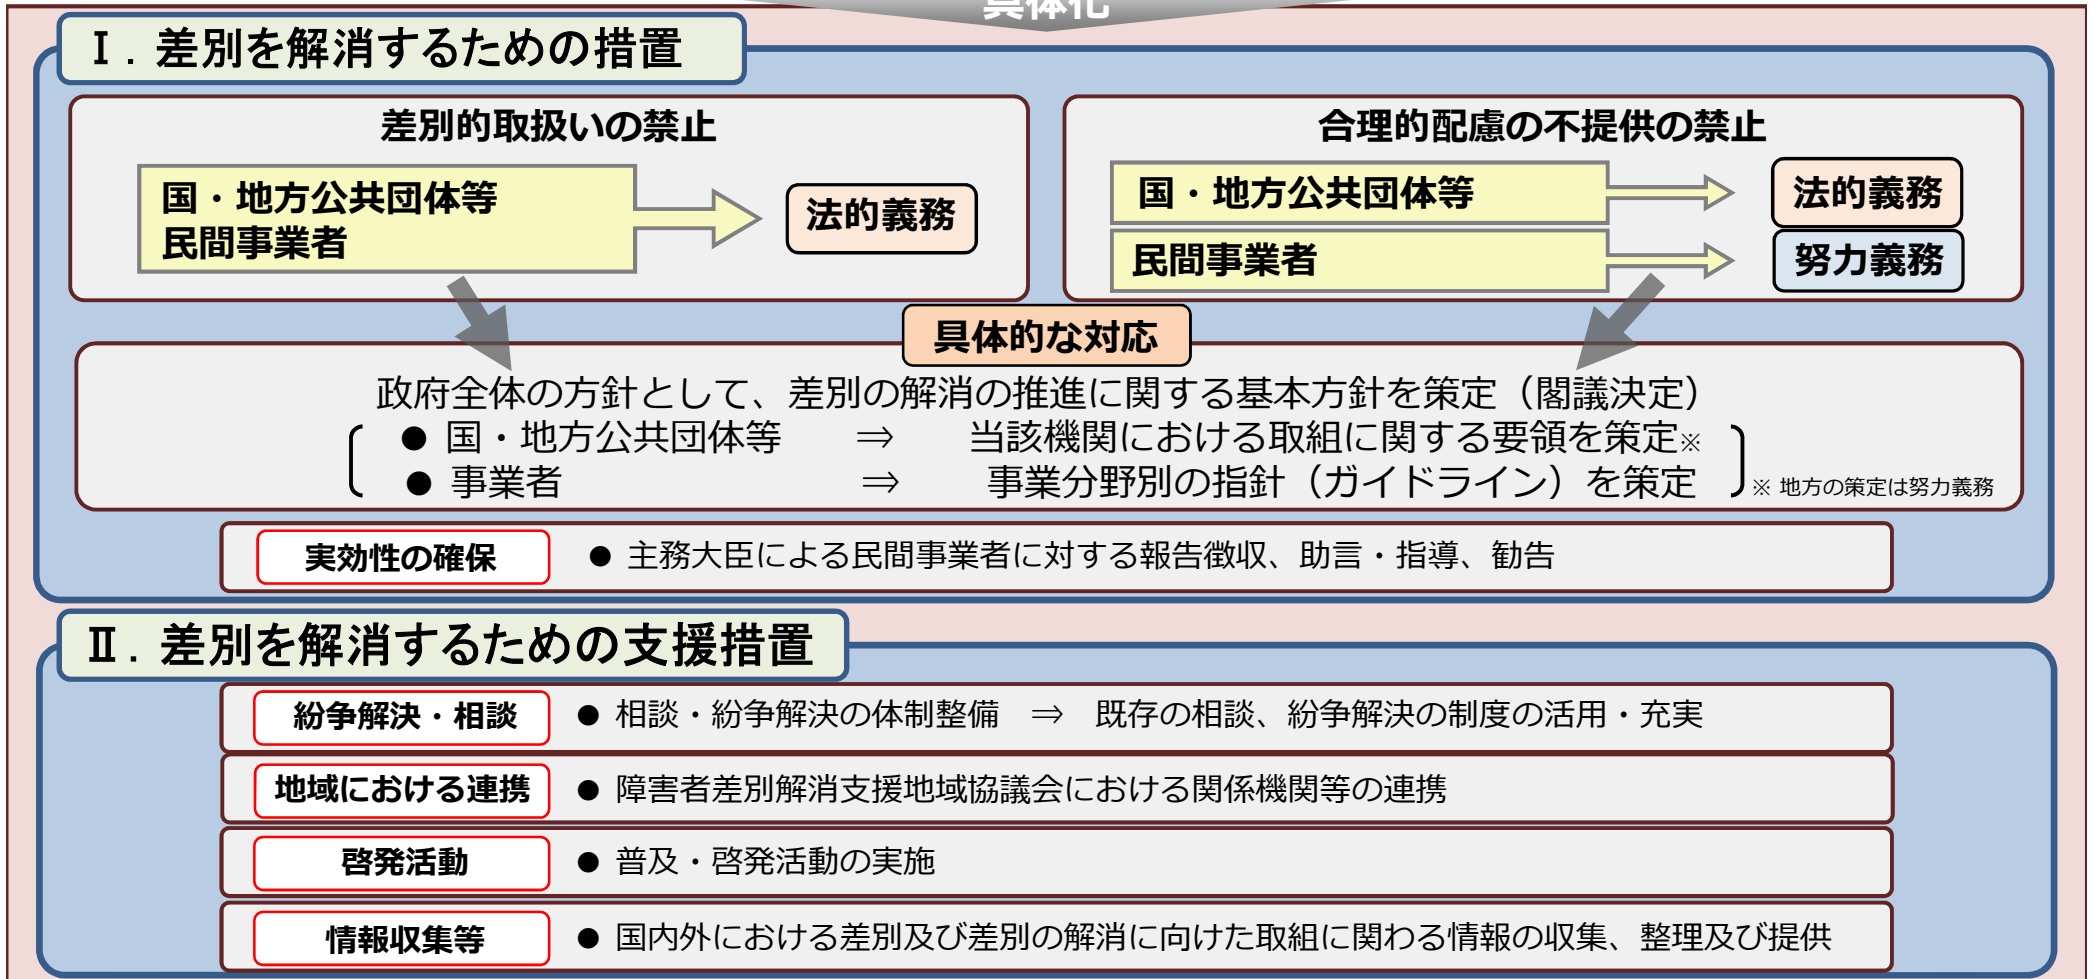 具体化
Ⅰ．差別を解消するための措置
差別的取扱いの禁止
国・地方公共団体等
民間事業者
法的義務
合理的配慮の不提供の禁止
国・地方公共団体等
法的義務
民間事業者
努力義務
具体的な対応
政府全体の方針として、差別の解消の推進に関する基本方針を策定（閣議決定）
● 国・地方公共団体等 ⇒ 当該機関における取組に関する要領を策定※
● 事業者 ⇒ 事業分野別の指針（ガイドライン）を策定
※ 地方の策定は努力義務
実効性の確保 ● 主務大臣による民間事業者に対する報告徴収、助言・指導、勧告
Ⅱ．差別を解消するための支援措置
紛争解決・相談 ● 相談・紛争解決の体制整備 ⇒ 既存の相談、紛争解決の制度の活用・充実
地域における連携 ● 障害者差別解消支援地域協議会における関係機関等の連携
啓発活動 ● 普及・啓発活動の実施
情報収集等 ● 国内外における差別及び差別の解消に向けた取組に関わる情報の収集、整理及び提供